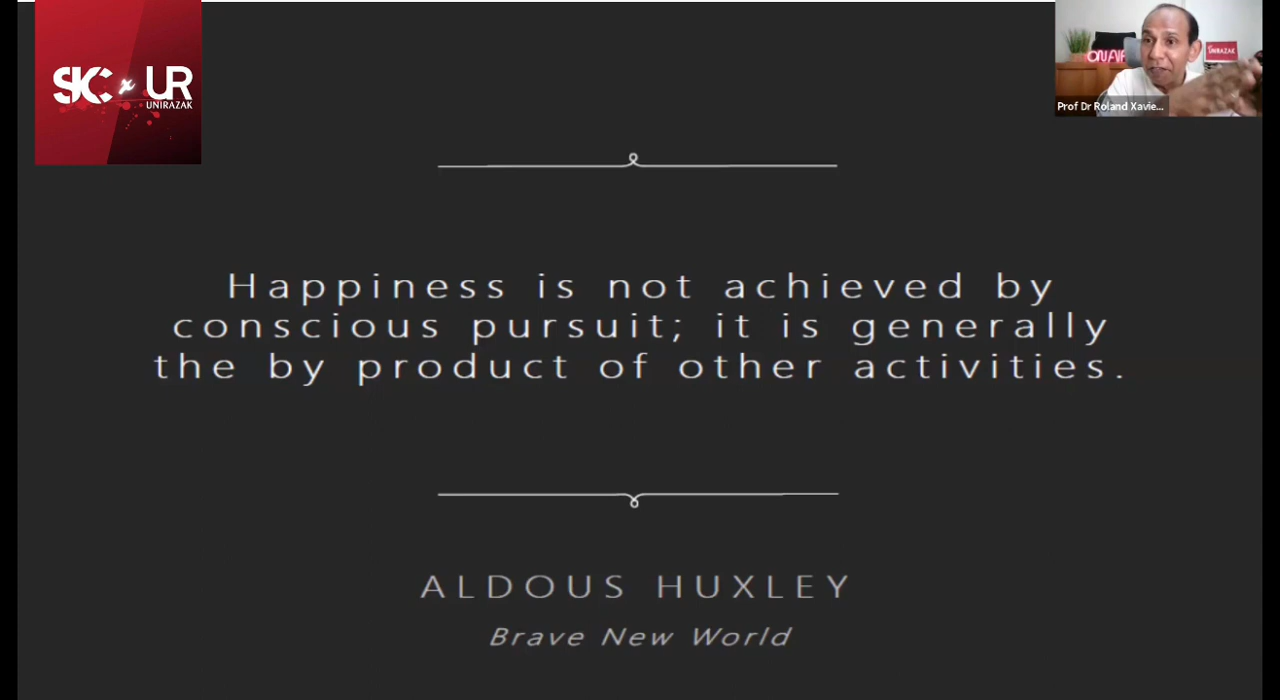 SKC x UR
UNIRAZAK
ON AIR
UNIRAZAK
Prof Dr Roland Xavie...
Happiness is not achieved by
conscious pursuit; it is generally
the by product of other activities.
ALDOUS HUXLEY
Brave New World